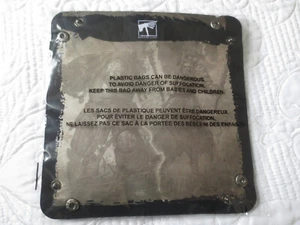 PLASTIC BAGS CAN BE DANGEROUS.
TO AVOID DANGER OF SUFFOCATION,
KEEP THIS BAG AWAY FROM BABIES AND CHILDREN.
LES SACS DE PLASTIQUE PEUVENT ÊTRE DANGEREUX.
POUR ÉVITER LE DANGER DE SUFFOCATION,
NE LAISSEZ PAS CE SAC À LA PORTÉE DES BÉBÉS NI DES ENFANTS